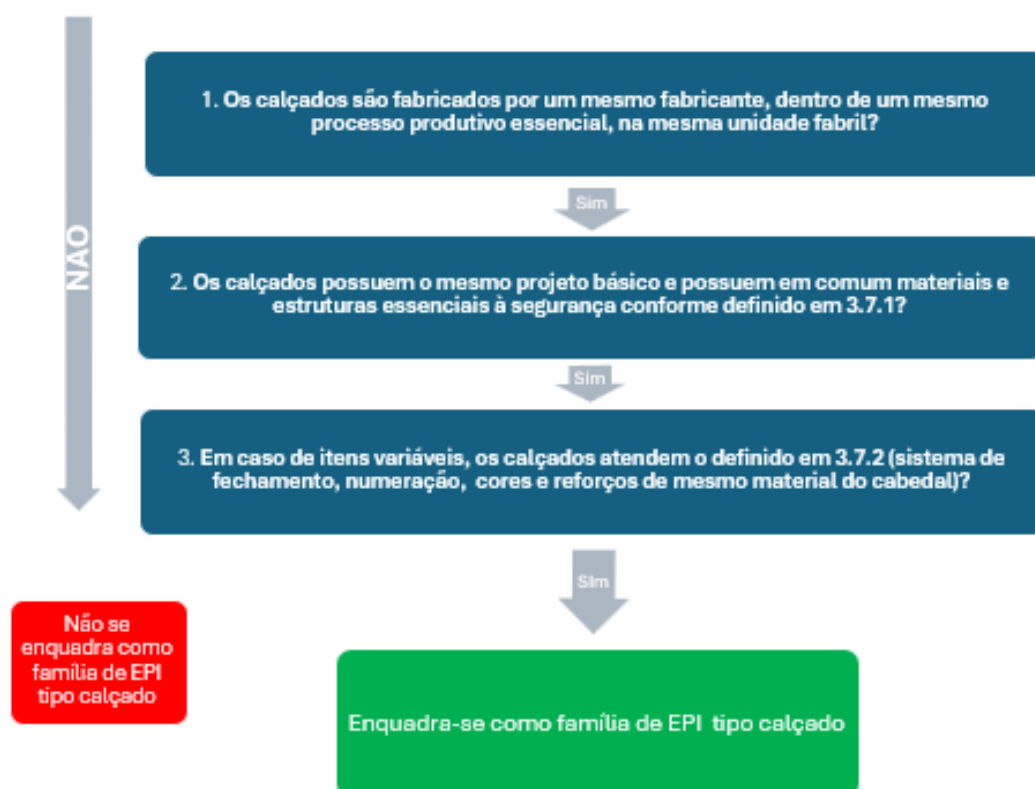 1. Os calçados são fabricados por um mesmo fabricante, dentro de um mesmo
processo produtivo essencial, na mesma unidade fabril?
Sim
NÃO
2. Os calçados possuem o mesmo projeto básico e possuem em comum materiais e
estruturas essenciais à segurança conforme definido em 3.7.1?
Sim
3. Em caso de itens variáveis, os calçados atendem o definido em 3.7.2 (sistema de
fechamento, numeração, cores e reforços de mesmo material do cabedal)?
Sim
Não se
enquadra como
família de EPI
tipo calçado
Enquadra-se como família de EPI tipo calçado